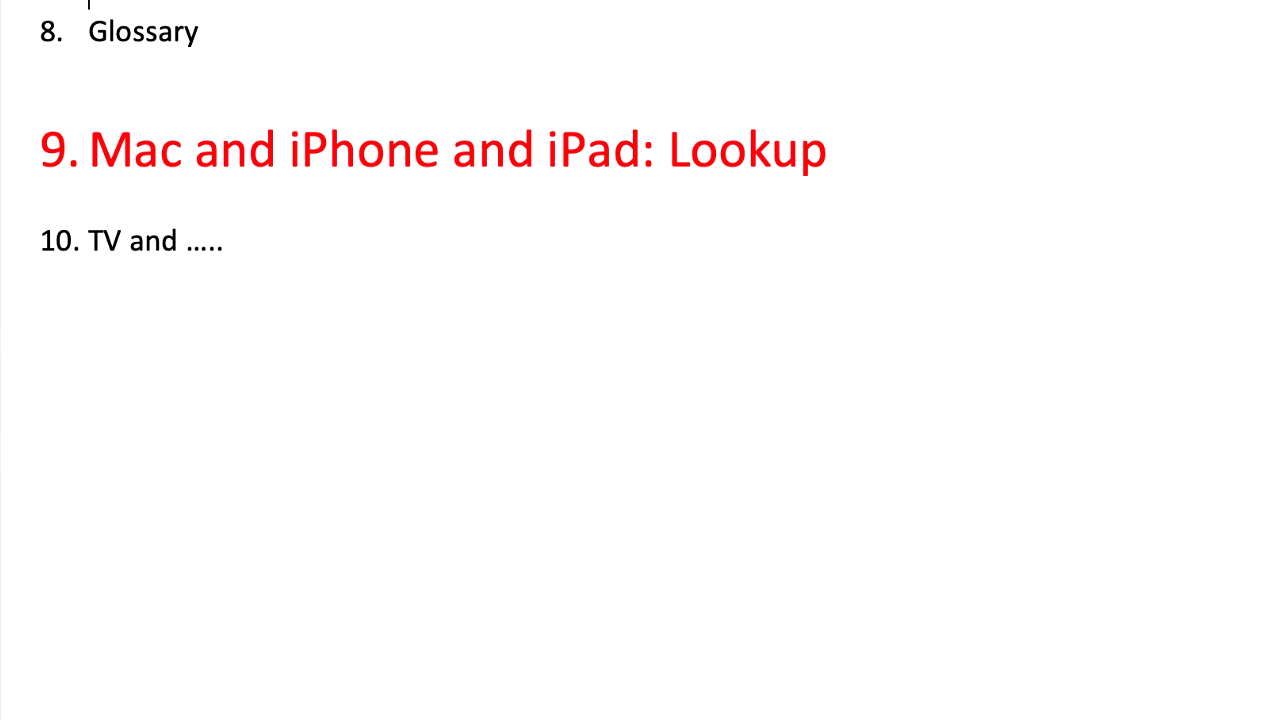 8. Glossary
9. Mac and iPhone and iPad: Lookup
10. TV and .....